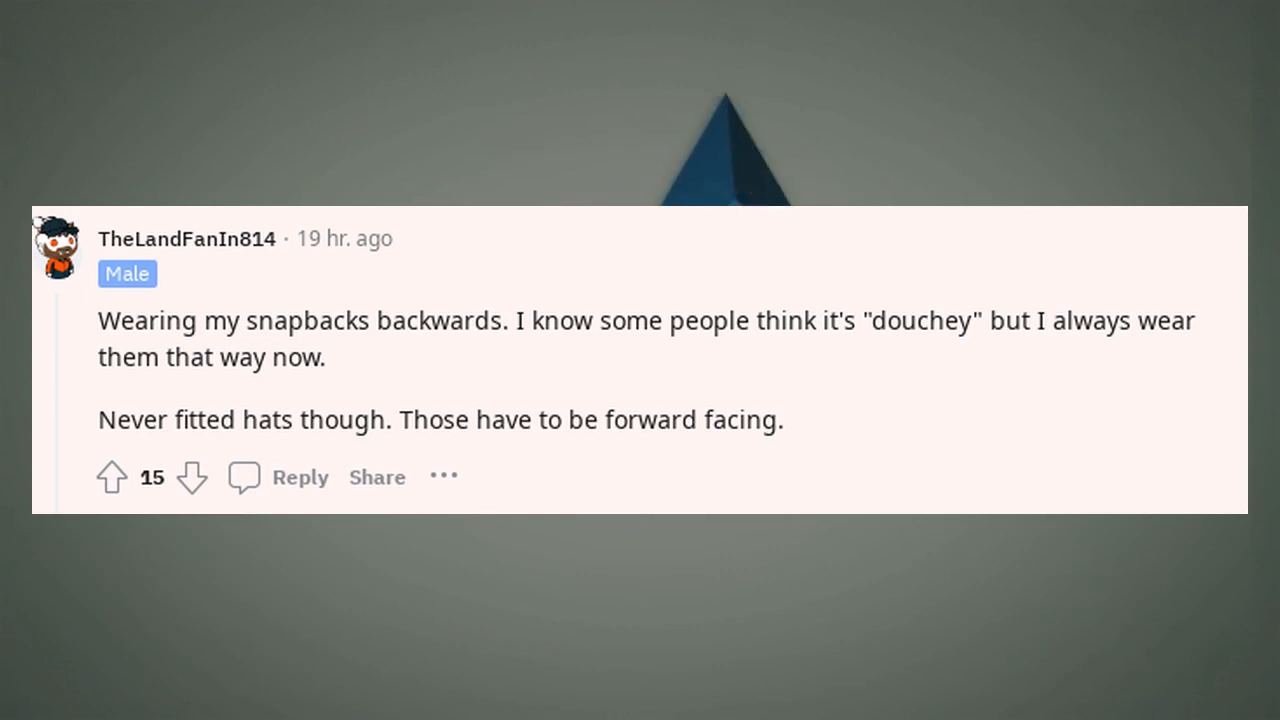 TheLandFanIn814 · 19 hr. ago
Male
Wearing my snapbacks backwards. I know some people think it's "douchey" but I always wear
them that way now.
Never fitted hats though. Those have to be forward facing.
15 Reply Share ···